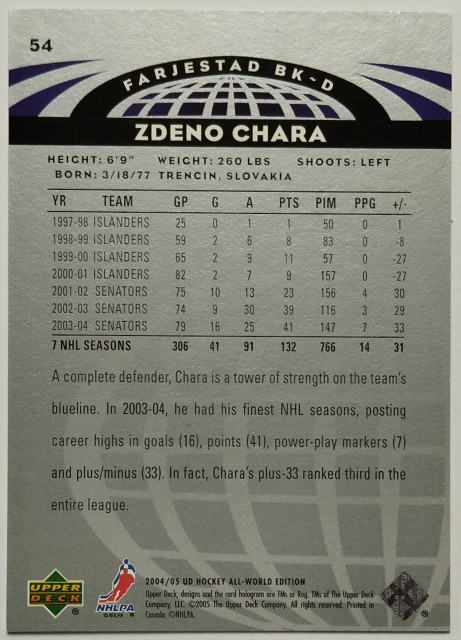 54
FARJESTAD BK-D
ZDENO CHARA
HEIGHT: 6'9" WEIGHT: 260 LBS SHOOTS: LEFT
BORN: 3/18/77 TRENCIN, SLOVAKIA
YR TEAM GP G A PTS PIM PPG +/-
1997-98 ISLANDERS 25 0 1 1 50 0 1
1998-99 ISLANDERS 59 2 6 8 83 0 -8
1999-00 ISLANDERS 65 2 9 11 57 0 -27
2000-01 ISLANDERS 82 2 7 9 157 0 -27
2001-02 SENATORS 75 10 13 23 156 4 30
2002-03 SENATORS 74 9 30 39 116 3 29
2003-04 SENATORS 79 16 25 41 147 7 33
7 NHL SEASONS 306 41 91 132 766 14 31
A complete defender, Chara is a tower of strength on the team's
blueline. In 2003-04, he had his finest NHL seasons, posting
career highs in goals (16), points (41), power-play markers (7)
and plus/minus (33). In fact, Chara's plus-33 ranked third in the
entire league.
UPPER DECK ®
NHLPA ®
2004/05 UD HOCKEY ALL-WORLD EDITION
Upper Deck, designs and the card hologram are TMs or Reg. TMs of The Upper Deck
Company, LLC. ©2005 The Upper Deck Company. All rights reserved. Printed in
Canada. ©NHLPA.
®